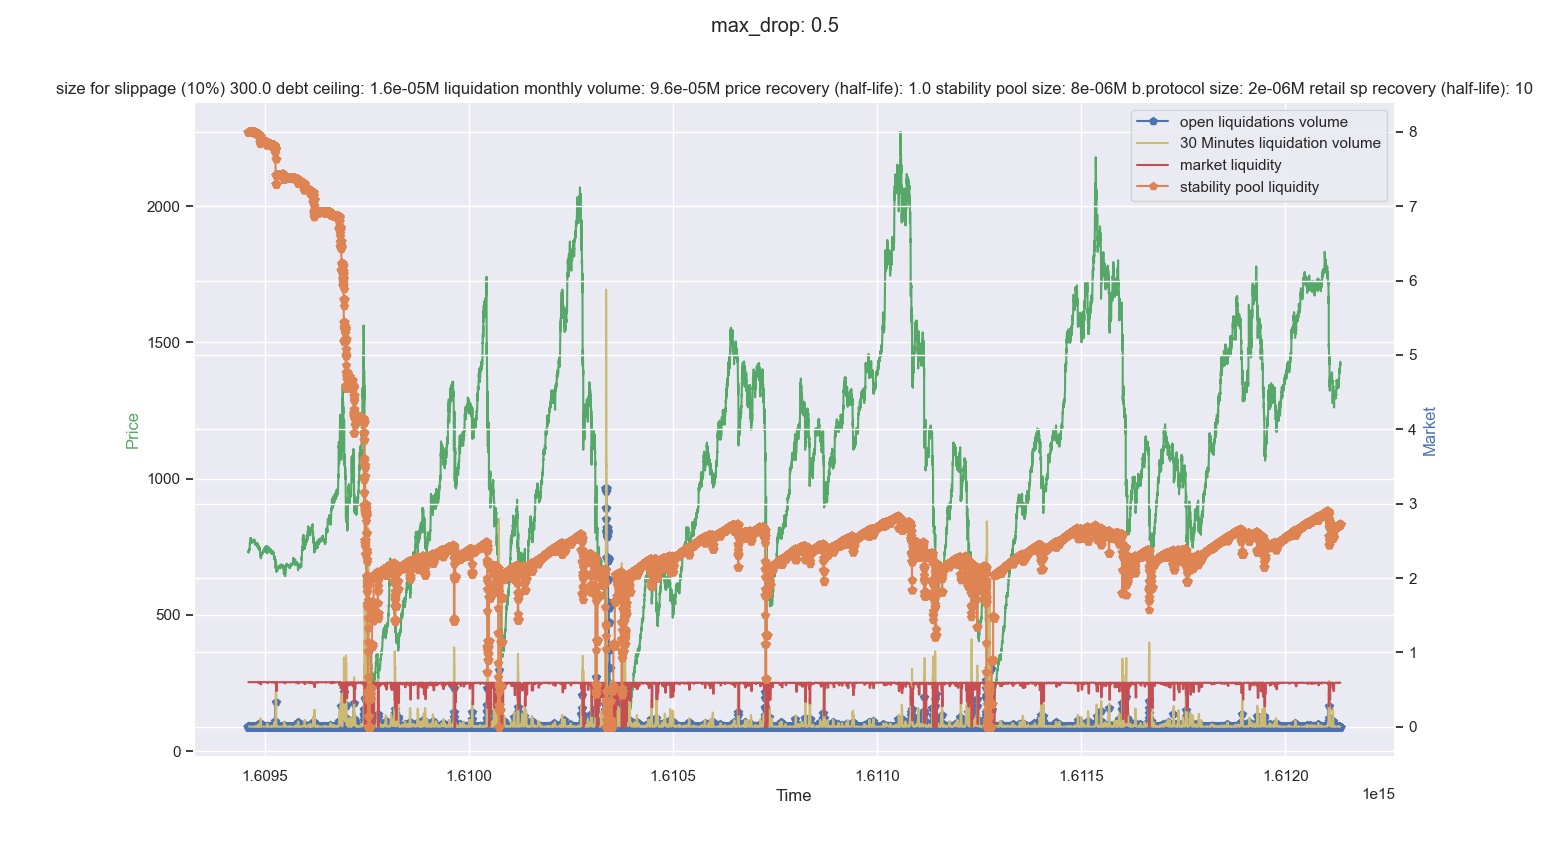 max_drop: 0.5
size for slippage (10%) 300.0 debt ceiling: 1.6e-05M liquidation monthly volume: 9.6e-05M price recovery (half-life): 1.0 stability pool size: 8e-06M b.protocol size: 2e-06M retail sp recovery (half-life): 10
open liquidations volume
30 Minutes liquidation volume
market liquidity
stability pool liquidity
2000
1500
1000
500
0
Price
8
7
6
5
4
3
2
1
0
Market
1.6095 1.6100 1.6105 1.6110 1.6115 1.6120
Time
1e15